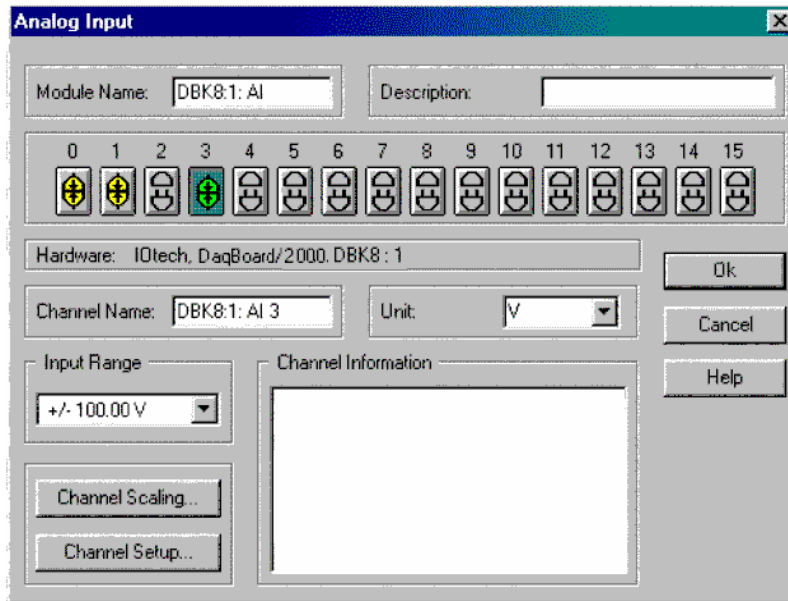 Analog Input
Module Name: DBK8:1: AI Description:
0 1 2 3 4 5 6 7 8 9 10 11 12 13 14 15
Hardware: IOtech, DaqBoard/2000. DBK8 : 1
Ok
Channel Name: DBK8:1: AI 3 Unit: V
Cancel
Input Range Channel Information
Help
+/- 100.00 V
Channel Scaling...
Channel Setup...